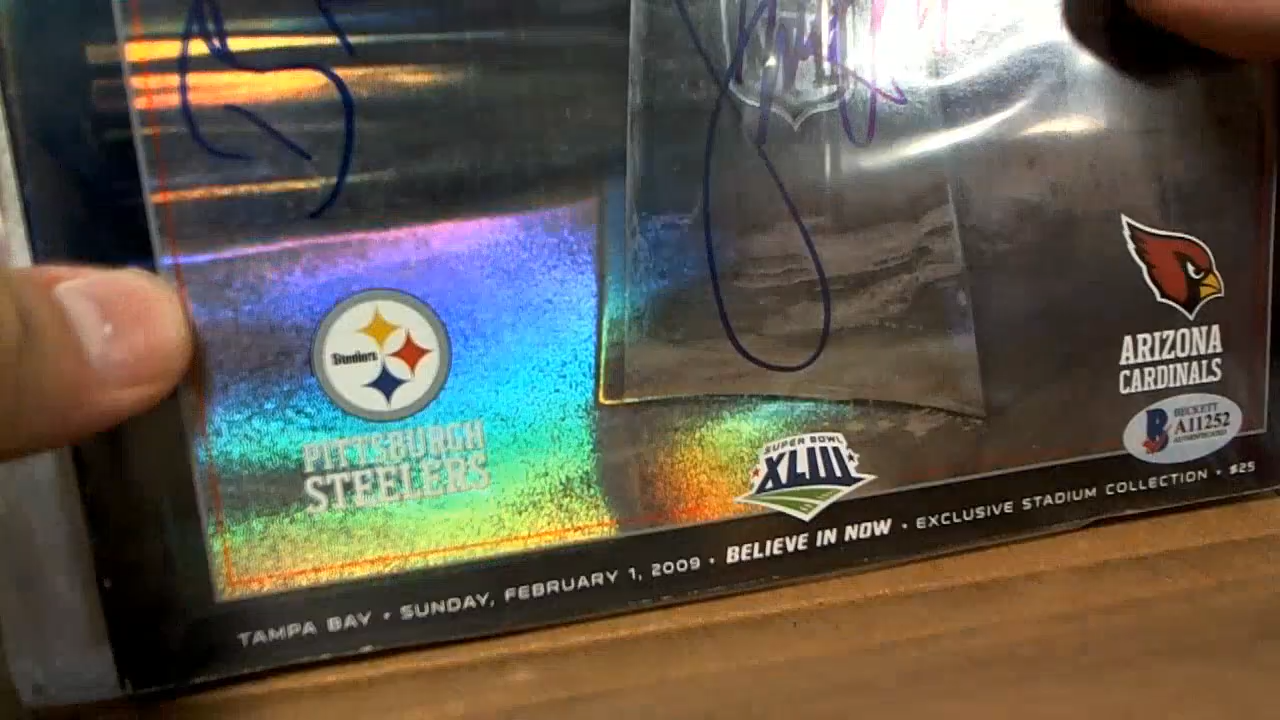 Steelers
PITTSBURGH
STEELERS
ARIZONA
CARDINALS
BECKETT
A11252
AUTHENTICATED
SUPER BOWL
XLIII
TAMPA BAY • SUNDAY, FEBRUARY 1, 2009 • BELIEVE IN NOW • EXCLUSIVE STADIUM COLLECTION • $25